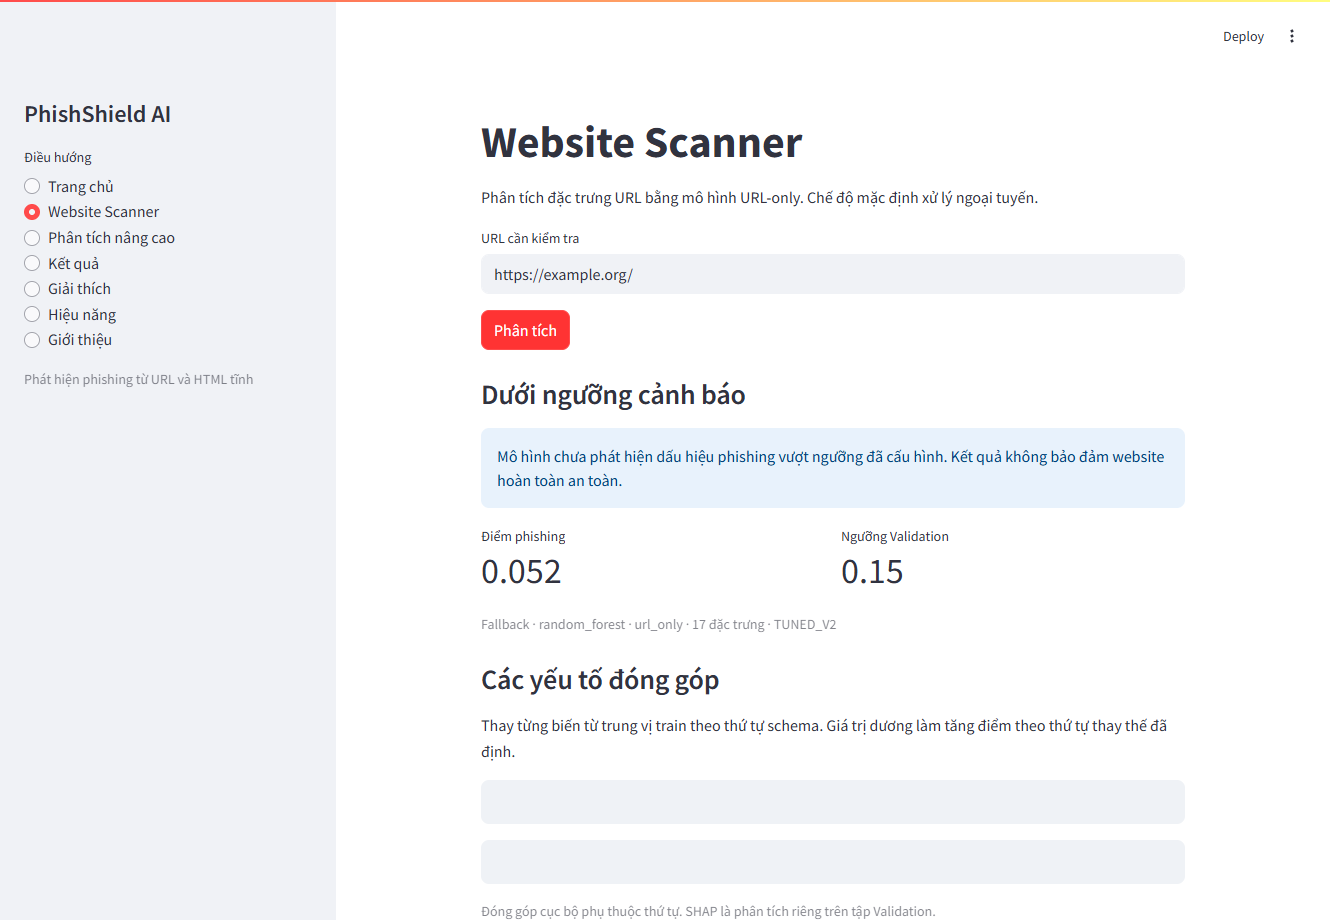 Deploy
PhishShield AI
Điều hướng
Trang chủ
Website Scanner
Phân tích nâng cao
Kết quả
Giải thích
Hiệu năng
Giới thiệu
Phát hiện phishing từ URL và HTML tĩnh
Website Scanner
Phân tích đặc trưng URL bằng mô hình URL-only. Chế độ mặc định xử lý ngoại tuyến.
URL cần kiểm tra
https://example.org/
Phân tích
Dưới ngưỡng cảnh báo
Mô hình chưa phát hiện dấu hiệu phishing vượt ngưỡng đã cấu hình. Kết quả không bảo đảm website
hoàn toàn an toàn.
Điểm phishing
0.052
Ngưỡng Validation
0.15
Fallback · random_forest · url_only · 17 đặc trưng · TUNED_V2
Các yếu tố đóng góp
Thay từng biến từ trung vị train theo thứ tự schema. Giá trị dương làm tăng điểm theo thứ tự thay thế đã
định.
Đóng góp cục bộ phụ thuộc thứ tự. SHAP là phân tích riêng trên tập Validation.